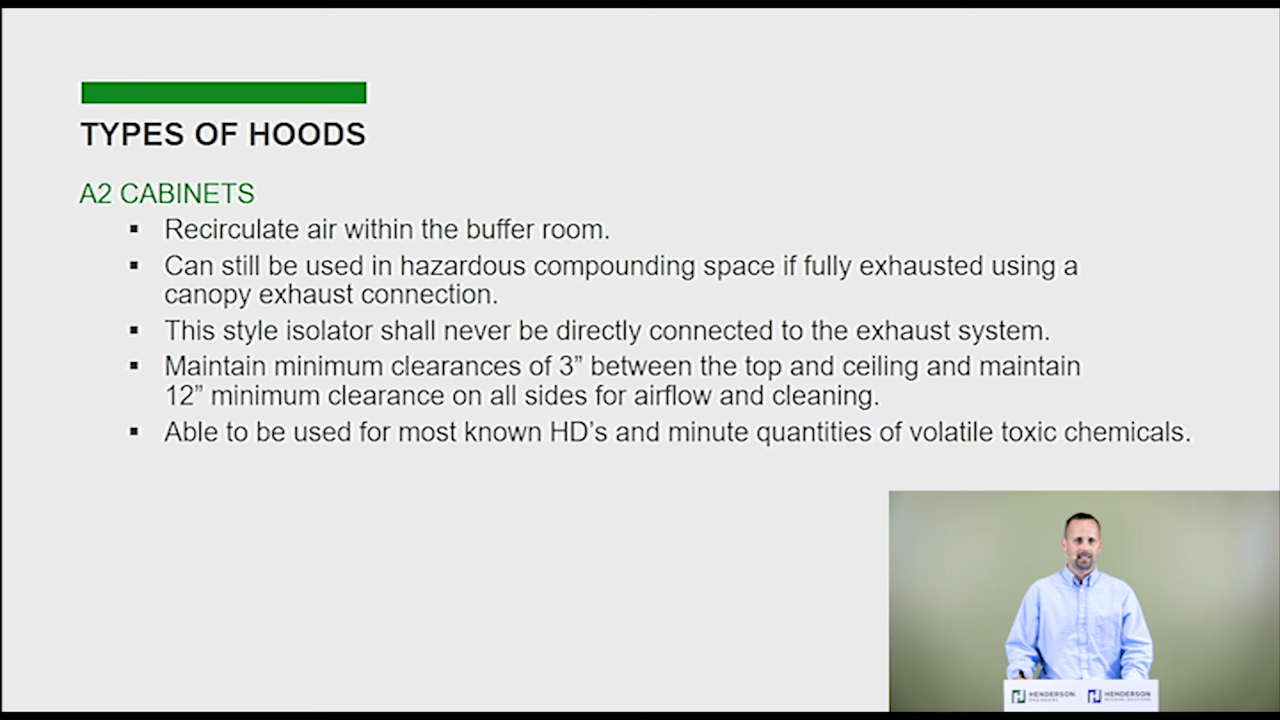 TYPES OF HOODS
A2 CABINETS
▪ Recirculate air within the buffer room.
▪ Can still be used in hazardous compounding space if fully exhausted using a
canopy exhaust connection.
▪ This style isolator shall never be directly connected to the exhaust system.
▪ Maintain minimum clearances of 3” between the top and ceiling and maintain
12” minimum clearance on all sides for airflow and cleaning.
▪ Able to be used for most known HD’s and minute quantities of volatile toxic chemicals.
HENDERSON HENDERSON
ENGINEERS BUILDING SOLUTIONS